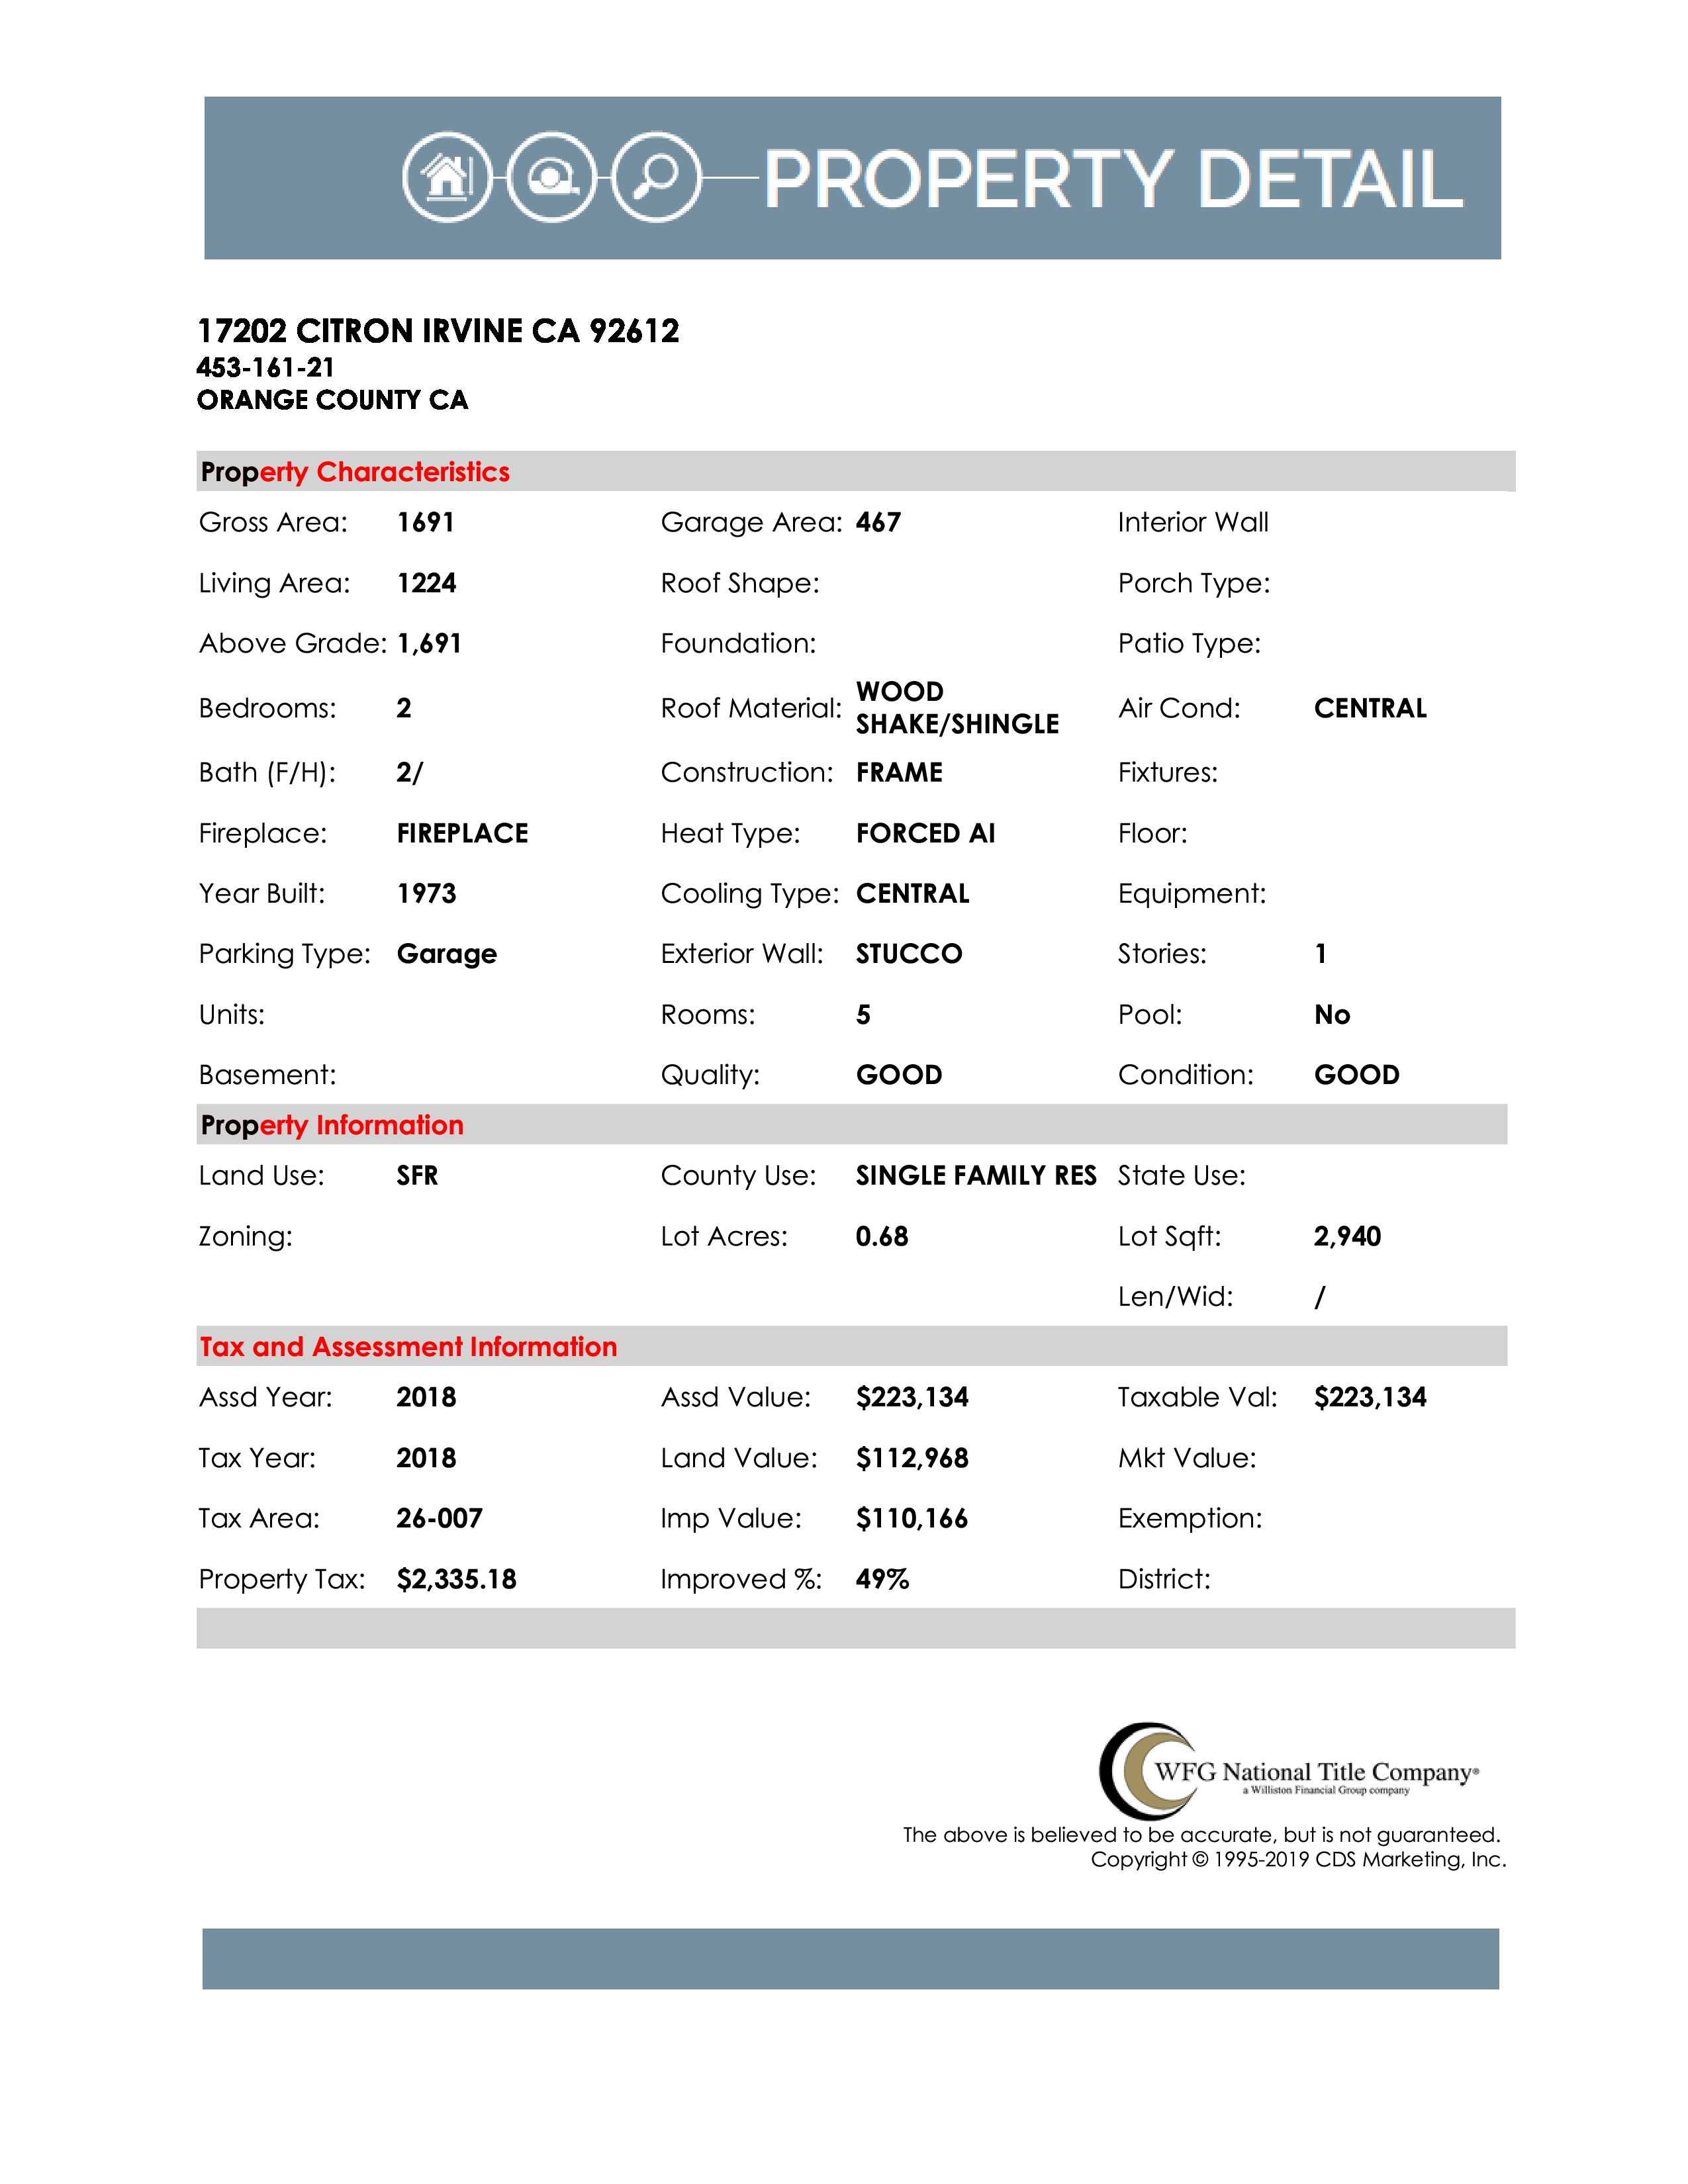 PROPERTY DETAIL
17202 CITRON IRVINE CA 92612
453-161-21
ORANGE COUNTY CA
Property Characteristics
Gross Area: 1691 Garage Area: 467 Interior Wall
Living Area: 1224 Roof Shape: Porch Type:
Above Grade: 1,691 Foundation: Patio Type:
Bedrooms: 2 Roof Material: WOOD SHAKE/SHINGLE Air Cond: CENTRAL
Bath (F/H): 2/ Construction: FRAME Fixtures:
Fireplace: FIREPLACE Heat Type: FORCED AI Floor:
Year Built: 1973 Cooling Type: CENTRAL Equipment:
Parking Type: Garage Exterior Wall: STUCCO Stories: 1
Units: Rooms: 5 Pool: No
Basement: Quality: GOOD Condition: GOOD
Property Information
Land Use: SFR County Use: SINGLE FAMILY RES State Use:
Zoning: Lot Acres: 0.68 Lot Sqft: 2,940
Len/Wid: /
Tax and Assessment Information
Assd Year: 2018 Assd Value: $223,134 Taxable Val: $223,134
Tax Year: 2018 Land Value: $112,968 Mkt Value:
Tax Area: 26-007 Imp Value: $110,166 Exemption:
Property Tax: $2,335.18 Improved %: 49% District:
WFG National Title Company®
a Williston Financial Group company
The above is believed to be accurate, but is not guaranteed.
Copyright © 1995-2019 CDS Marketing, Inc.